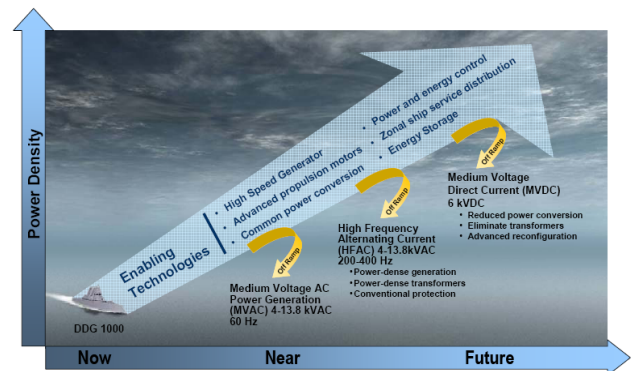 Power Density
Enabling
Technologies
• High Speed Generator
• Advanced propulsion motors
• Common power conversion
• Power and energy control
• Zonal ship service distribution
• Energy Storage
Off Ramp
Off Ramp
Off Ramp
Medium Voltage
Direct Current (MVDC)
6 kVDC
• Reduced power conversion
• Eliminate transformers
• Advanced reconfiguration
High Frequency
Alternating Current
(HFAC) 4-13.8kVAC
200-400 Hz
•Power-dense generation
•Power-dense transformers
•Conventional protection
Medium Voltage AC
Power Generation
(MVAC) 4-13.8 kVAC
60 Hz
DDG 1000
Now
Near
Future